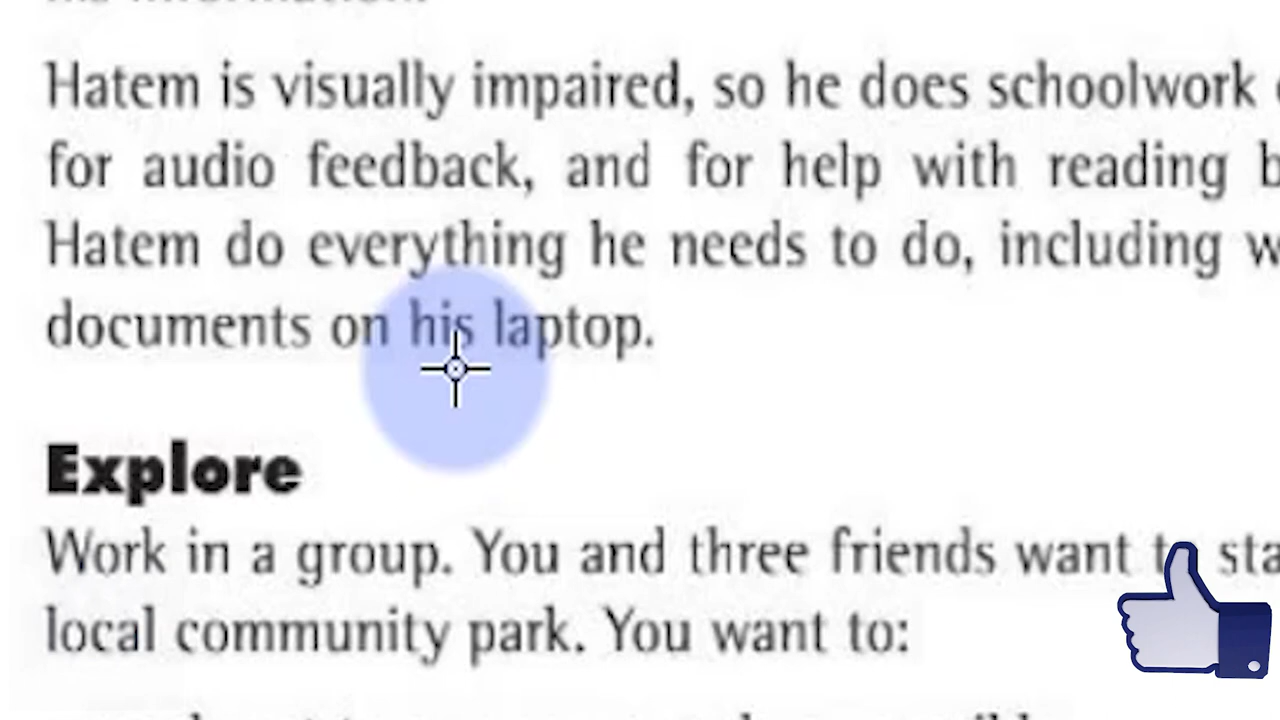 Hatem is visually impaired, so he does schoolwork
for audio feedback, and for help with reading
Hatem do everything he needs to do, including
documents on his laptop.
Explore
Work in a group. You and three friends want to
local community park. You want to: